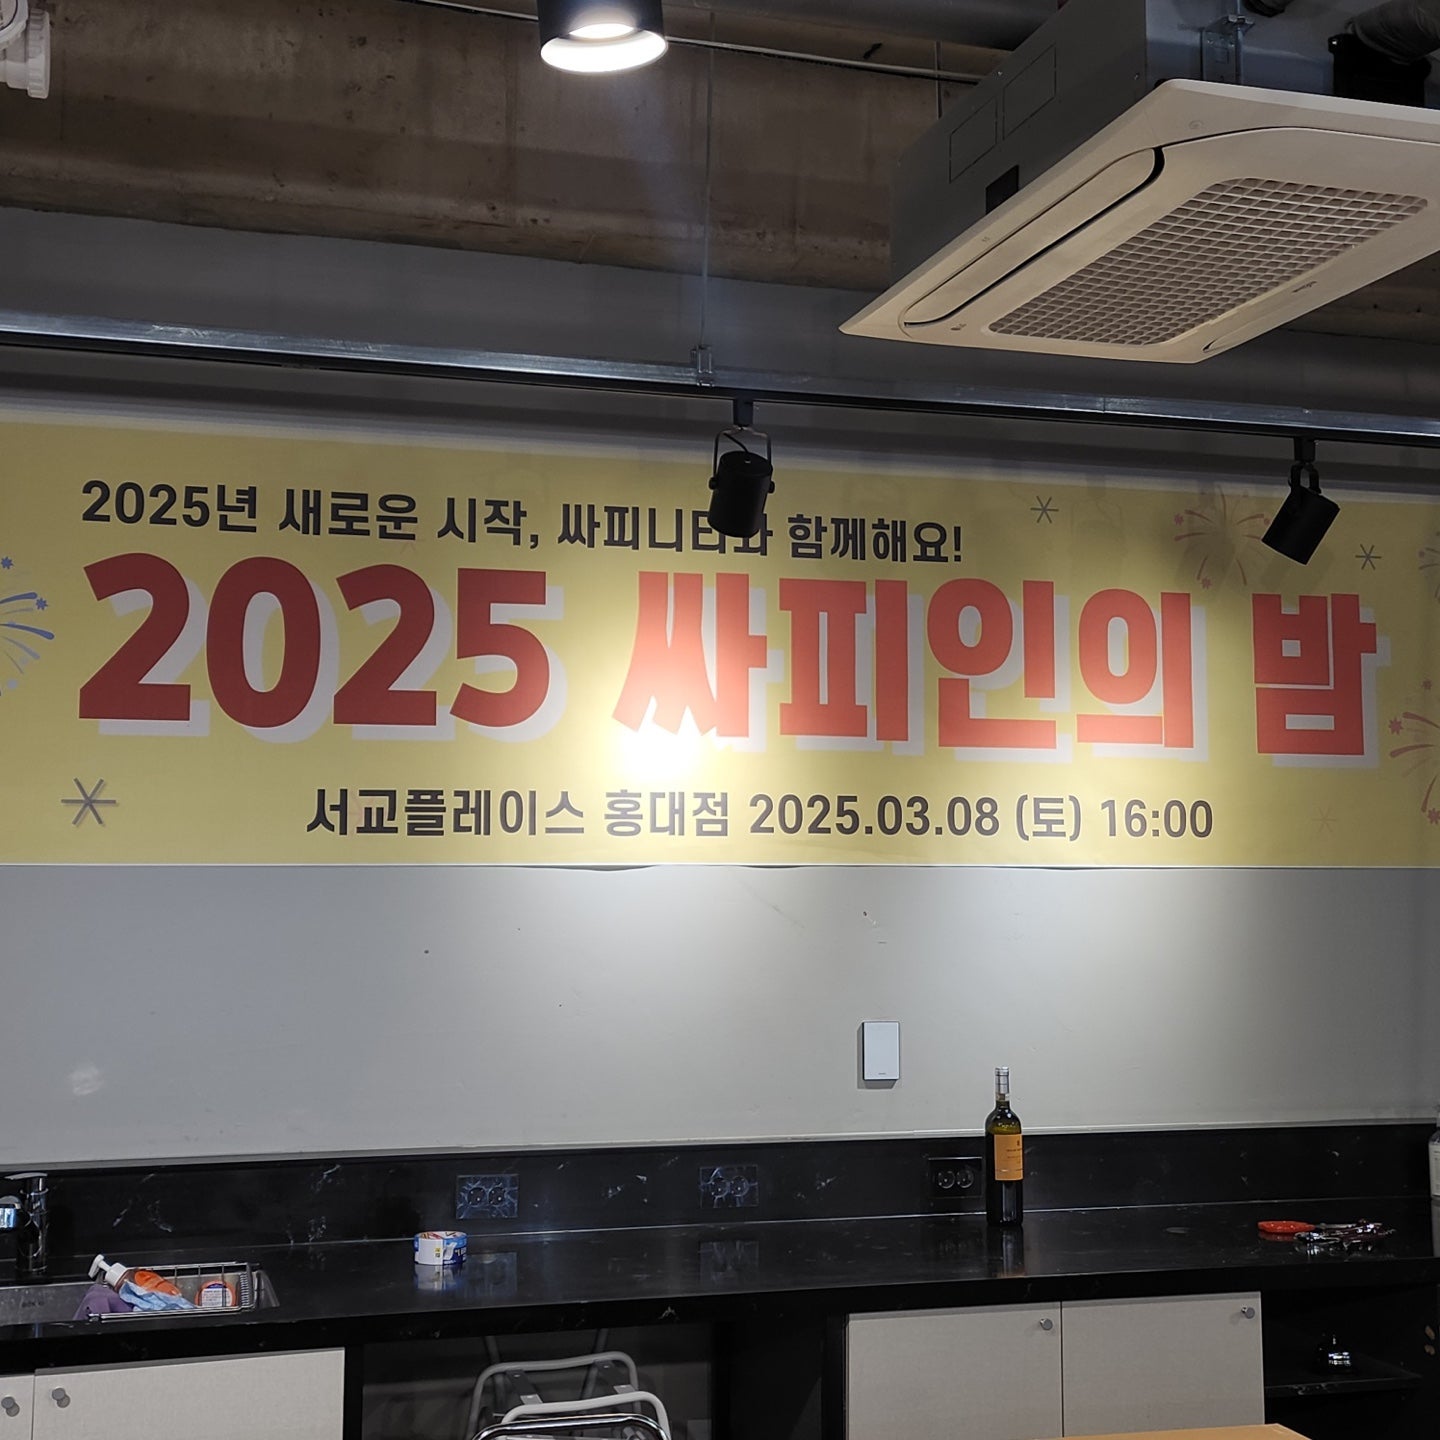 2025년 새로운 시작, 싸피니티와 함께해요!
2025 싸피인의 밤
서교플레이스 홍대점 2025.03.08 (토) 16:00